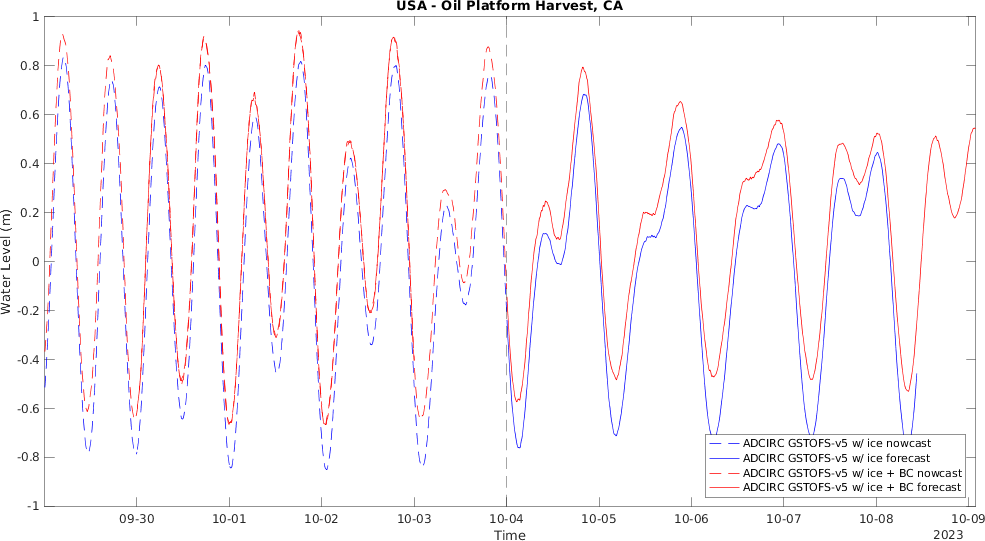 USA - Oil Platform Harvest, CA
1
0.8
0.6
0.4
0.2
0
-0.2
-0.4
-0.6
-0.8
-1
Water Level (m)
ADCIRC GSTOFS-v5 w/ ice nowcast
ADCIRC GSTOFS-v5 w/ ice forecast
ADCIRC GSTOFS-v5 w/ ice + BC nowcast
ADCIRC GSTOFS-v5 w/ ice + BC forecast
09-30 10-01 10-02 10-03 10-04 10-05 10-06 10-07 10-08 10-09
Time
2023